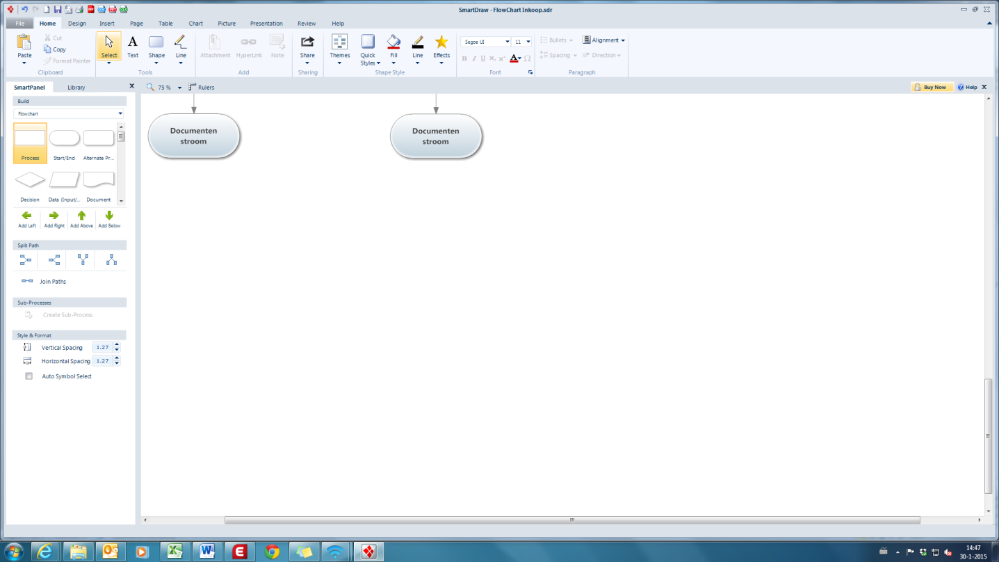 SmartDraw - FlowChart Inkoop.sdr
File Home Design Insert Page Table Chart Picture Presentation Review Help
Paste
Cut
Copy
Format Painter
Clipboard
Select Text Shape Line
Tools
Attachment HyperLink Note
Add
Share
Sharing
Themes Quick Styles Fill Line Effects
Shape Style
Segoe UI 11
B I U X₂ X² A Ω
Font
Bullets Alignment
Spacing Direction
Paragraph
SmartPanel Library X
75 % Rulers
Buy Now Help X
Build
Flowchart
Process Start/End Alternate Pr...
Decision Data (Input/... Document
Add Left Add Right Add Above Add Below
Split Path
Join Paths
Sub-Processes
Create Sub-Process
Style & Format
Vertical Spacing 1.27
Horizontal Spacing 1.27
Auto Symbol Select
Documenten
stroom
Documenten
stroom
14:47
30-1-2015